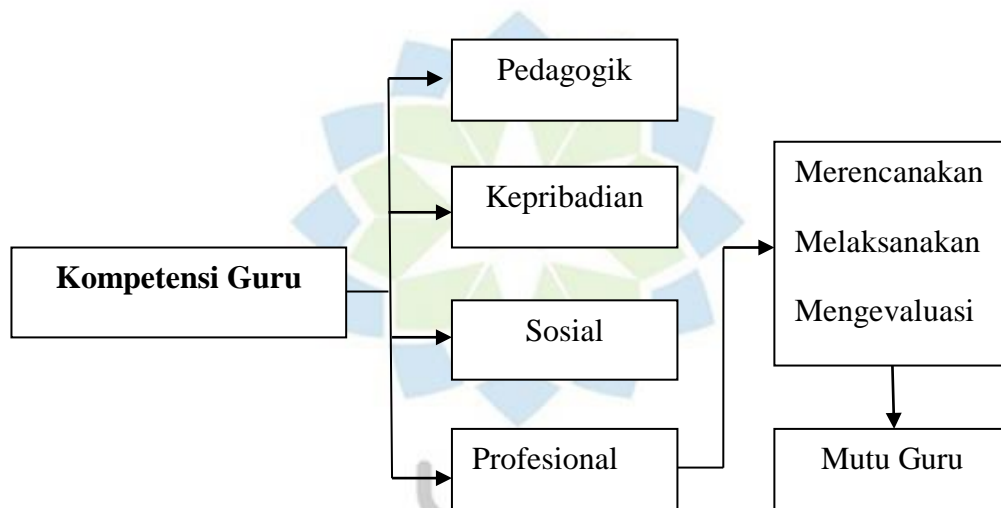 Pedagogik
Kepribadian
Kompetensi Guru
Sosial
Profesional
Merencanakan
Melaksanakan
Mengevaluasi
Mutu Guru